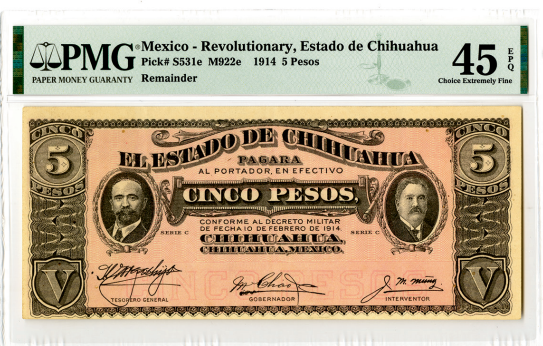 PMG
PAPER MONEY GUARANTY
Mexico - Revolutionary, Estado de Chihuahua
Pick# S531e M922e 1914 5 Pesos
Remainder
45 EPQ
Choice Extremely Fine
CINCO
5
PESOS
CINCO
5
PESOS
EL ESTADO DE CHIHUAHUA
PAGARA
AL PORTADOR, EN EFECTIVO
CINCO PESOS,
CONFORME AL DECRETO MILITAR
DE FECHA 10 DE FEBRERO DE 1914.
SERIE C
SERIE C
CHIHUAHUA,
CHIHUAHUA, MEXICO.
V
V
TESORERO GENERAL
GOBERNADOR
INTERVENTOR